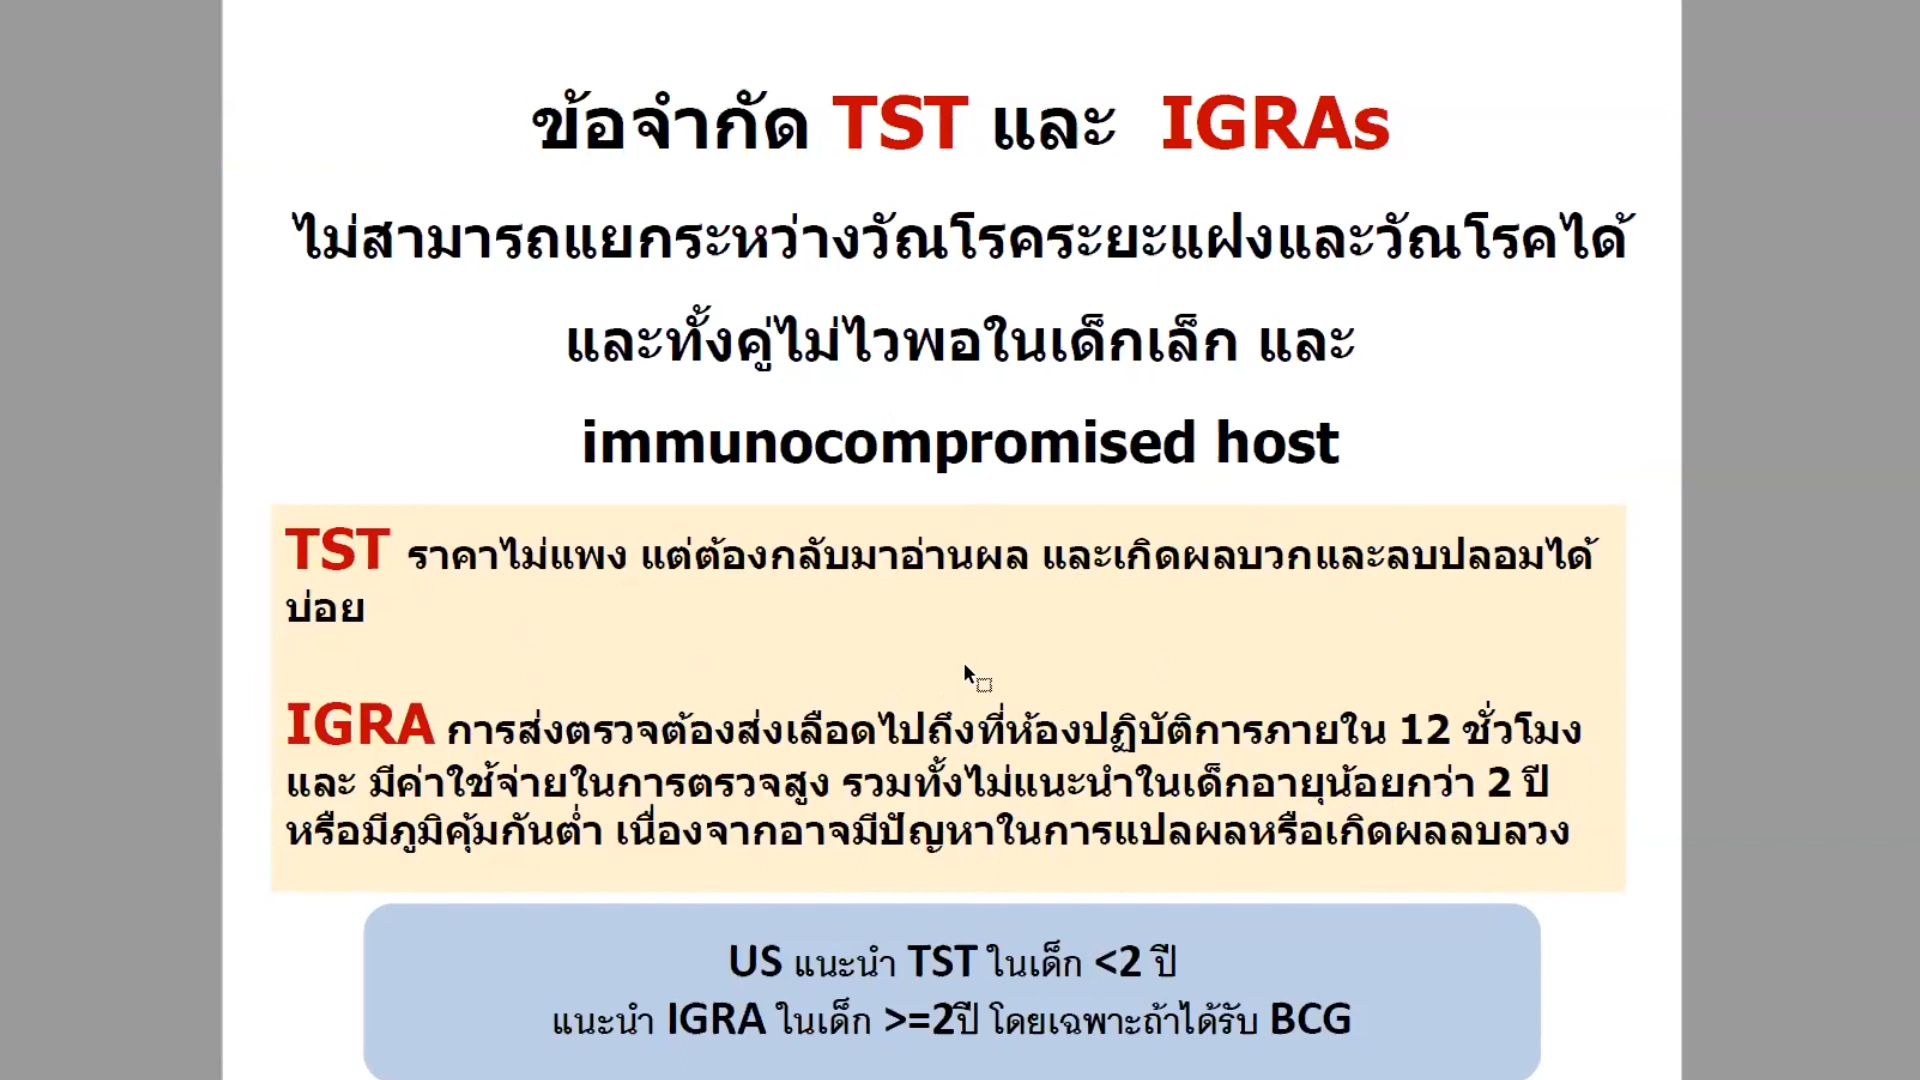 ข้อจำกัด TST และ IGRAs
ไม่สามารถแยกระหว่างวัณโรคระยะแฝงและวัณโรคได้
และทั้งคู่ไม่ไวพอในเด็กเล็ก และ
immunocompromised host
TST ราคาไม่แพง แต่ต้องกลับมาอ่านผล และเกิดผลบวกและลบปลอมได้
บ่อย
IGRA การส่งตรวจต้องส่งเลือดไปถึงที่ห้องปฏิบัติการภายใน 12 ชั่วโมง
และ มีค่าใช้จ่ายในการตรวจสูง รวมทั้งไม่แนะนำในเด็กอายุน้อยกว่า 2 ปี
หรือมีภูมิคุ้มกันต่ำ เนื่องจากอาจมีปัญหาในการแปลผลหรือเกิดผลลบลวง
US แนะนำ TST ในเด็ก <2 ปี
แนะนำ IGRA ในเด็ก >=2ปี โดยเฉพาะถ้าได้รับ BCG